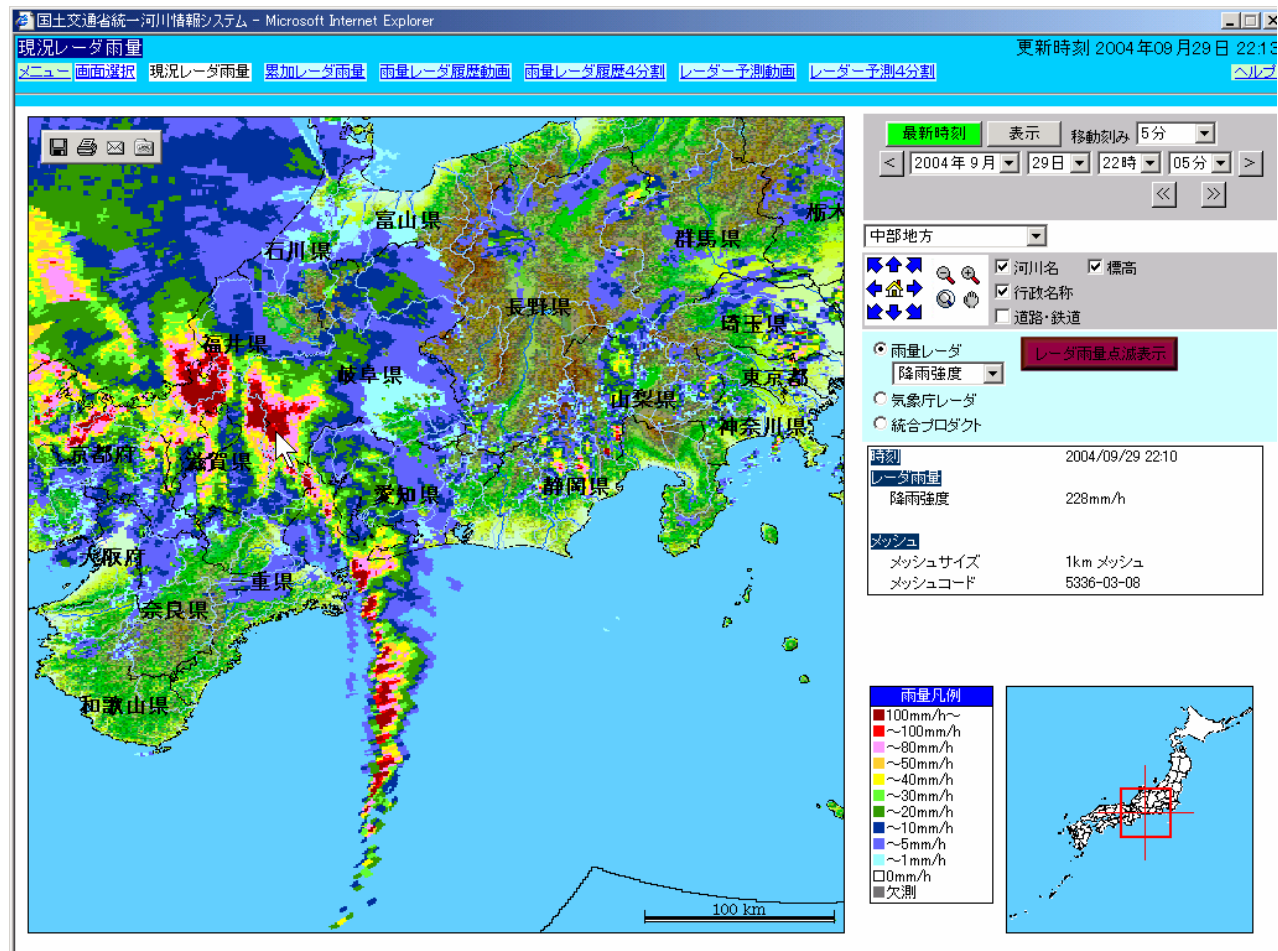 国土交通省統一河川情報システム - Microsoft Internet Explorer
現況レーダ雨量
更新時刻 2004年09月29日 22:13
メニュー 画面選択 現況レーダ雨量 累加レーダ雨量 雨量レーダ履歴動画 雨量レーダ履歴4分割 レーダー予測動画 レーダー予測4分割 ヘルプ
最新時刻 表示 移動刻み 5分
< 2004年 9月 29日 22時 05分 >
≪ ≫
中部地方
河川名 標高
行政名称
道路・鉄道
雨量レーダ レーダ雨量点滅表示
降雨強度
気象庁レーダ
統合プロダクト
時刻 2004/09/29 22:10
レーダ雨量
降雨強度 228mm/h
メッシュ
メッシュサイズ 1km メッシュ
メッシュコード 5336-03-08
富山県
栃木
石川県
群馬県
長野県
埼玉県
福井県
岐阜県
東京都
山梨県
神奈川県
京都府
滋賀県
愛知県
静岡県
大阪府
三重県
奈良県
和歌山県
100 km
雨量凡例
100mm/h～
～100mm/h
～80mm/h
～50mm/h
～40mm/h
～30mm/h
～20mm/h
～10mm/h
～5mm/h
～1mm/h
0mm/h
欠測